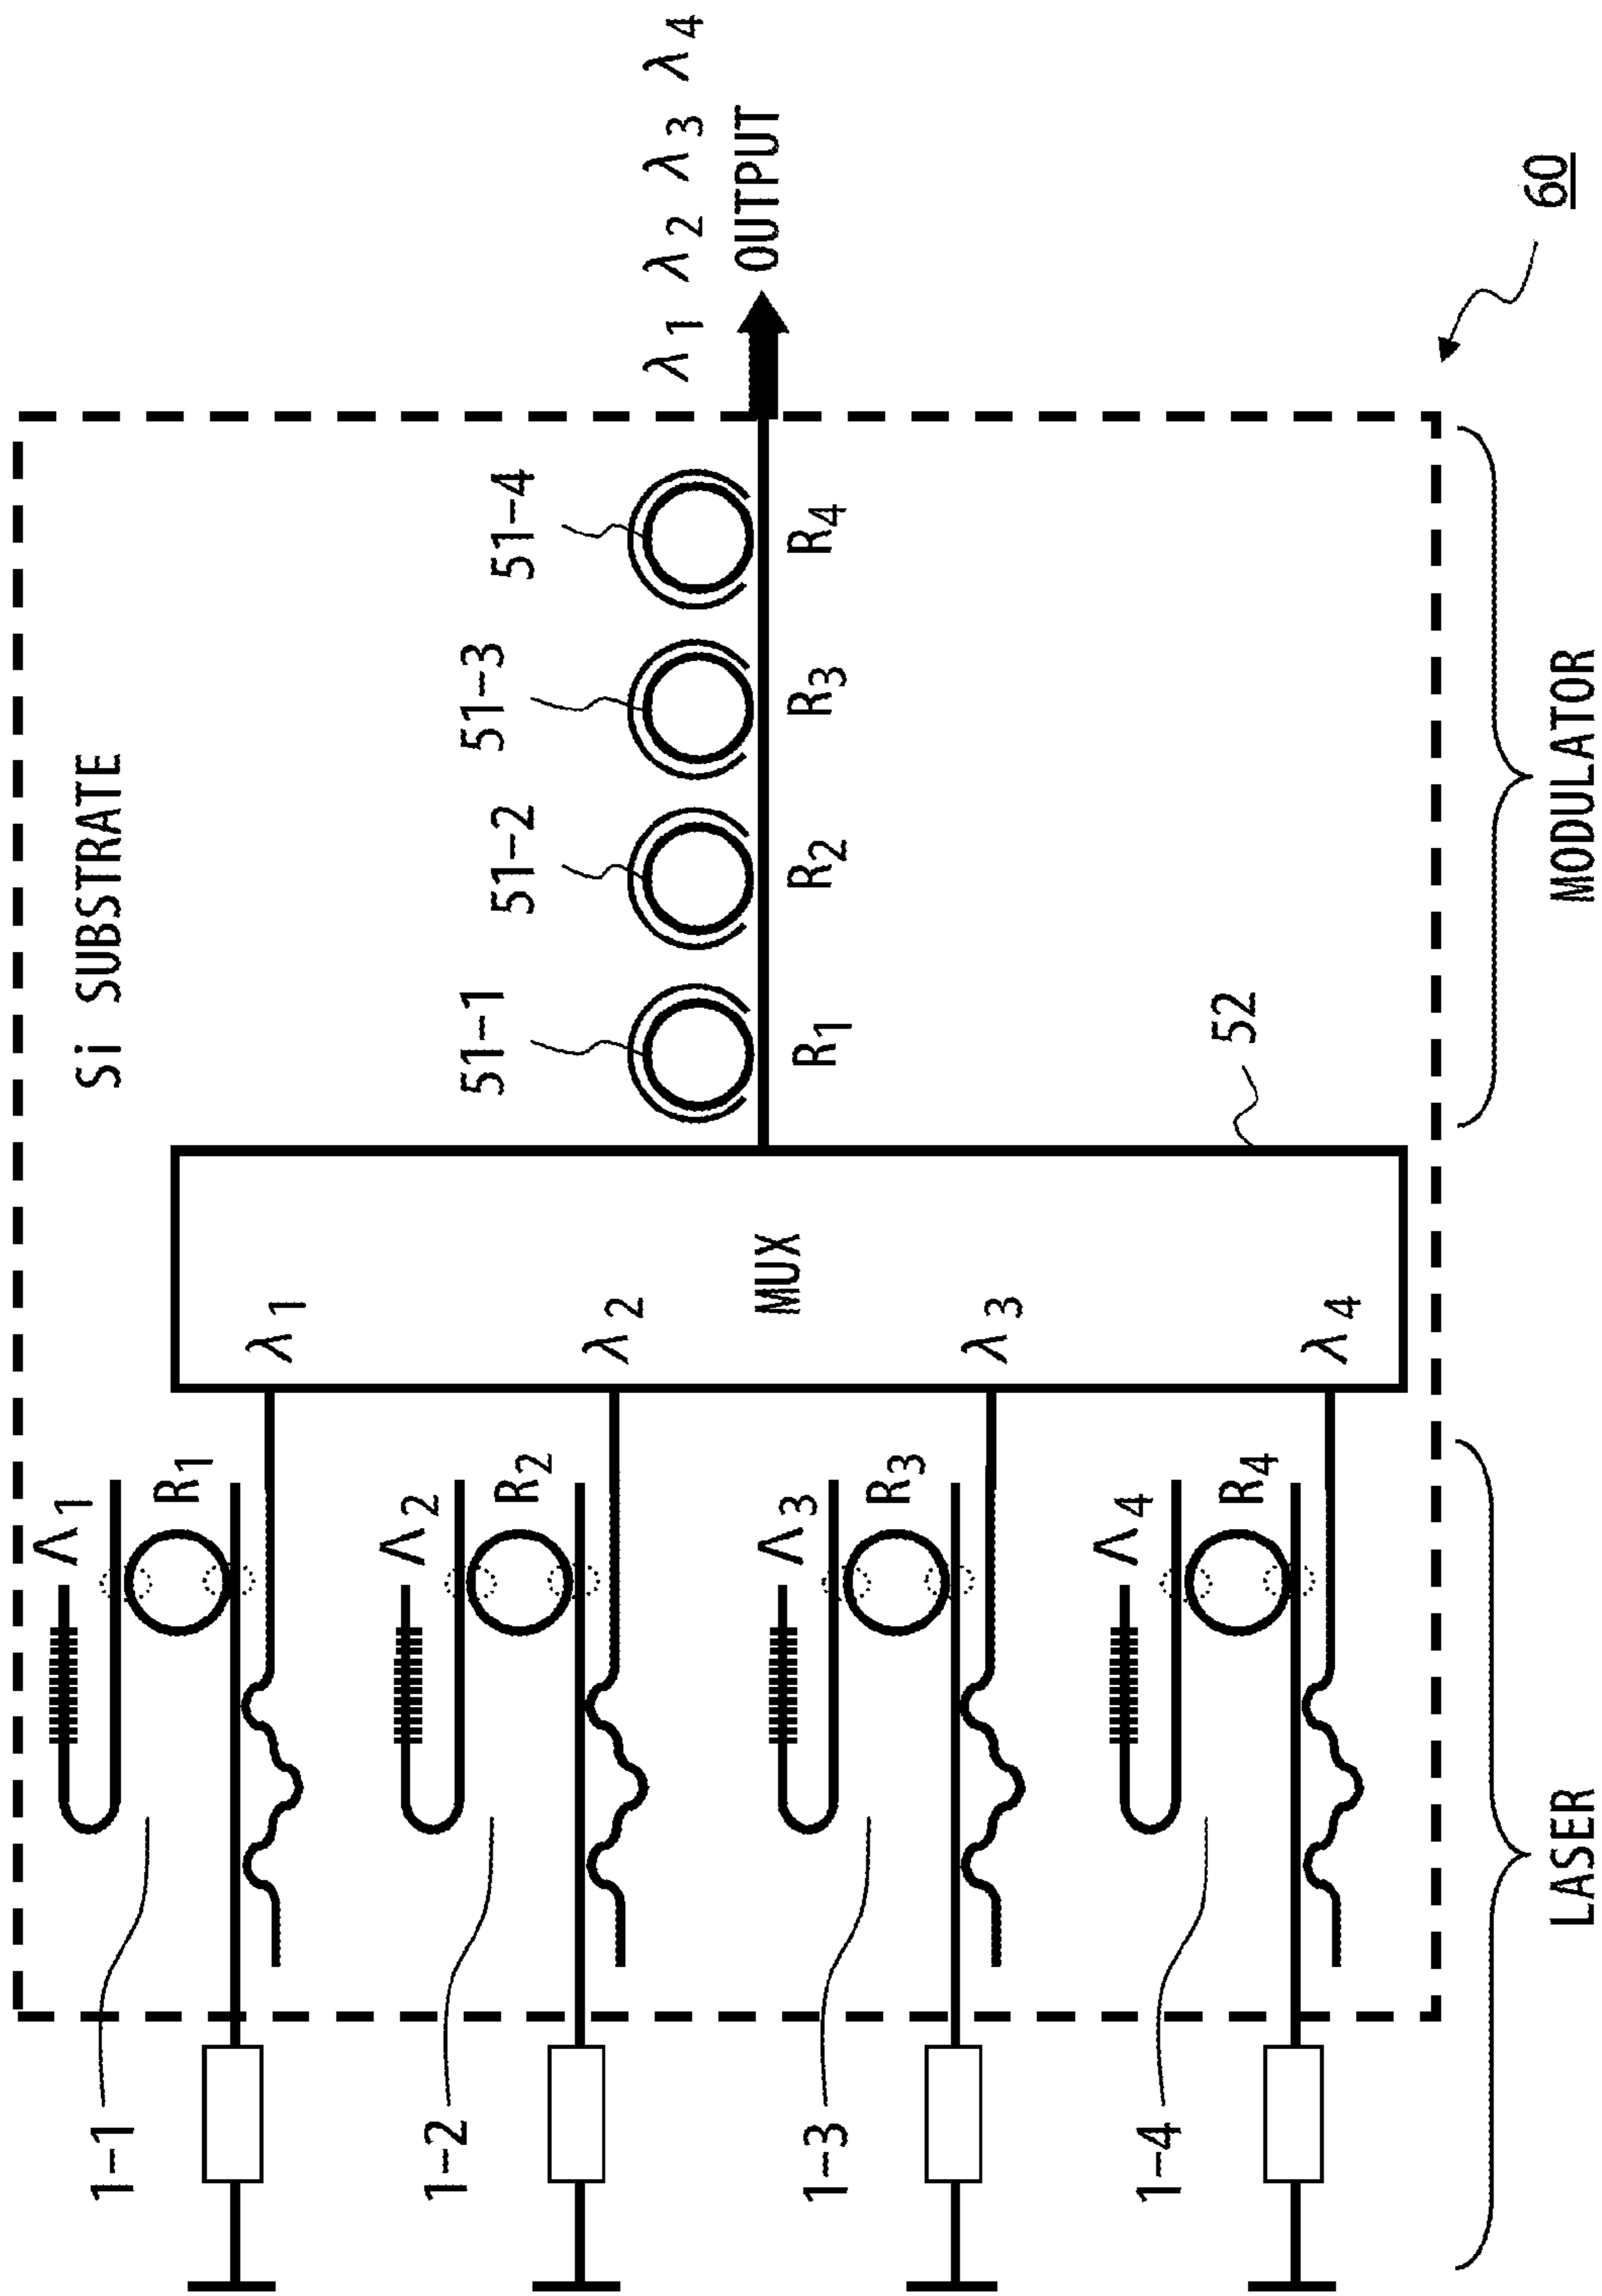 Si SUBSTRATE
1-1
Λ1
R1
λ1
1-2
Λ2
R2
λ2
1-3
Λ3
R3
λ3
1-4
Λ4
R4
λ4
MUX
52
51-1
51-2
51-3
51-4
R1
R2
R3
R4
λ1 λ2 λ3 λ4
OUTPUT
LASER
MODULATOR
60